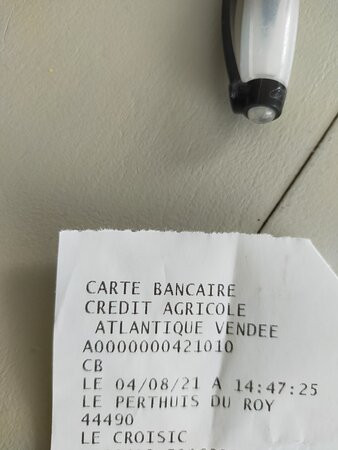 CARTE BANCAIRE
CREDIT AGRICOLE
ATLANTIQUE VENDEE
A0000000421010
CB
LE 04/08/21 A 14:47:25
LE PERTHUIS DU ROY
44490
LE CROISIC